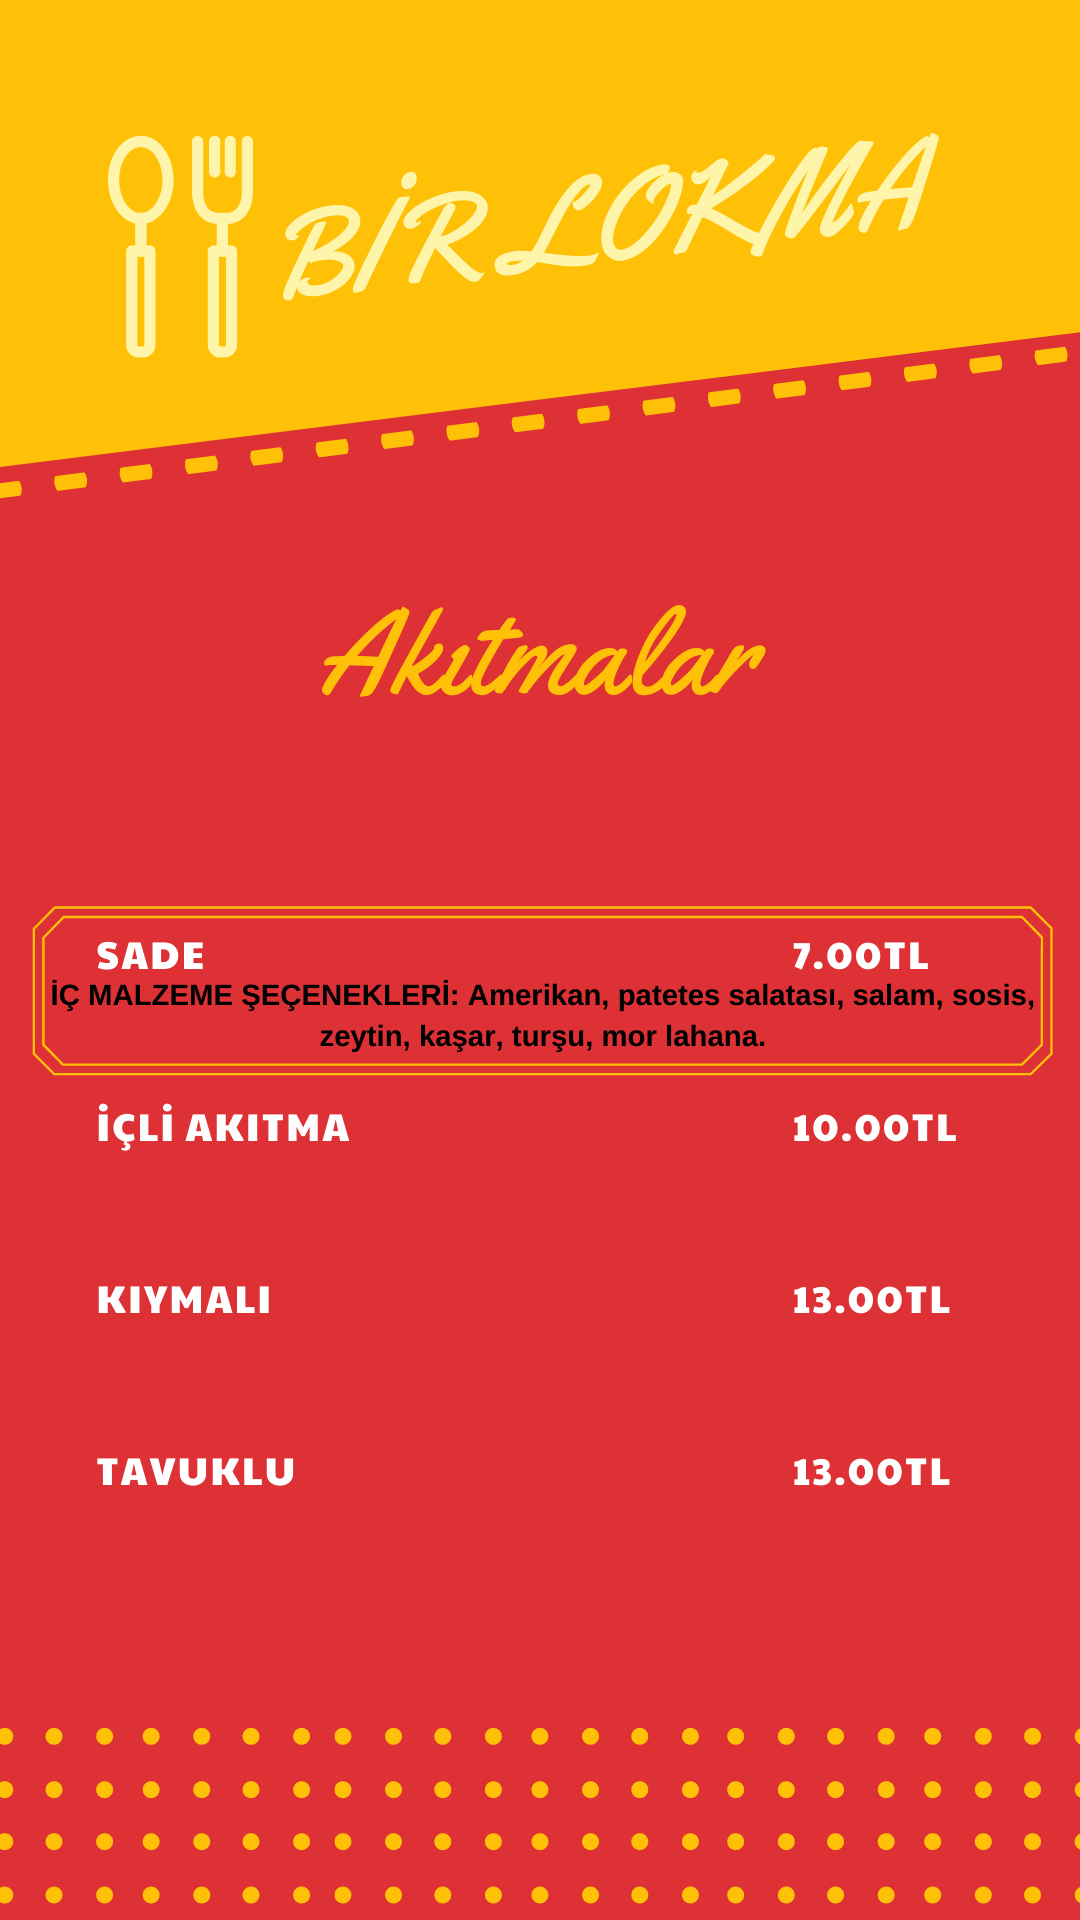 BİR LOKMA
Akıtmalar
SADE 7.00TL
İÇ MALZEME ŞEÇENEKLERİ: Amerikan, patetes salatası, salam, sosis,
zeytin, kaşar, turşu, mor lahana.
İÇLİ AKITMA 10.00TL
KIYMALI 13.00TL
TAVUKLU 13.00TL